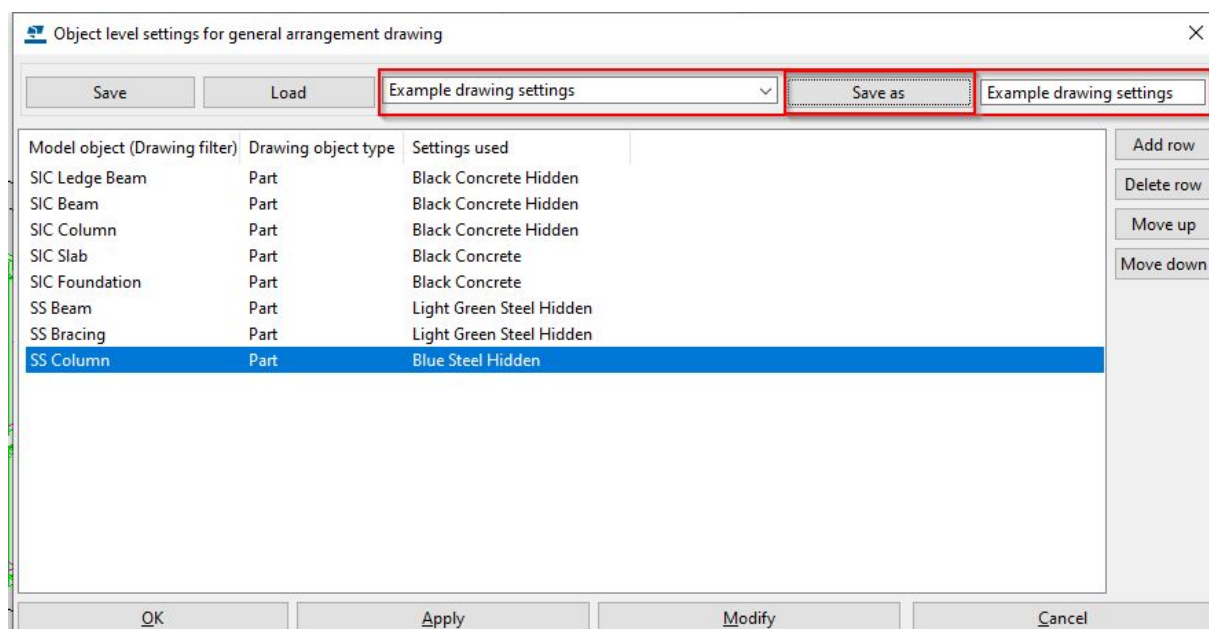 Object level settings for general arrangement drawing
Save Load Example drawing settings Save as Example drawing settings
Model object (Drawing filter) Drawing object type Settings used Add row
SIC Ledge Beam Part Black Concrete Hidden Delete row
SIC Beam Part Black Concrete Hidden
SIC Column Part Black Concrete Hidden Move up
SIC Slab Part Black Concrete Move down
SIC Foundation Part Black Concrete
SS Beam Part Light Green Steel Hidden
SS Bracing Part Light Green Steel Hidden
SS Column Part Blue Steel Hidden
OK Apply Modify Cancel